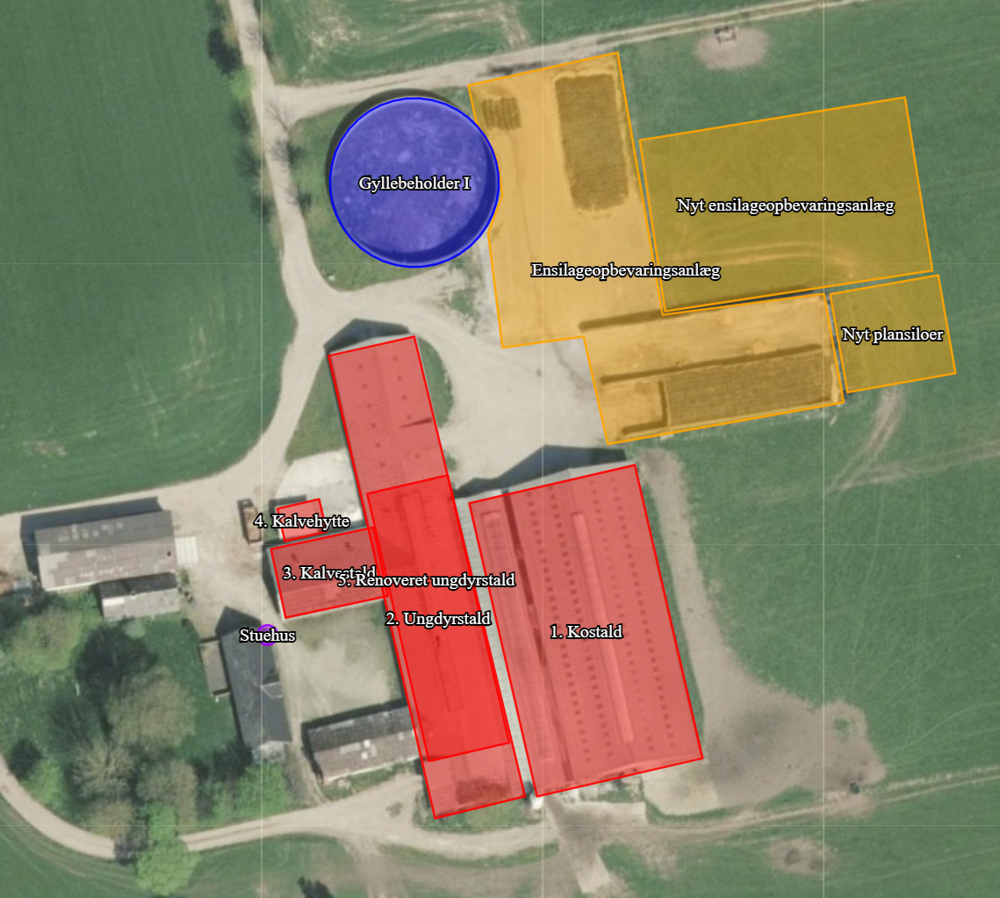 Gyllebeholder I
Nyt ensilageopbevaringsanlæg
Ensilageopbevaringsanlæg
Nyt plansiloer
4. Kalvehytte
3. Kalvestald
5. Renoveret ungdyrstald
2. Ungdyrstald
1. Kostald
Stuehus